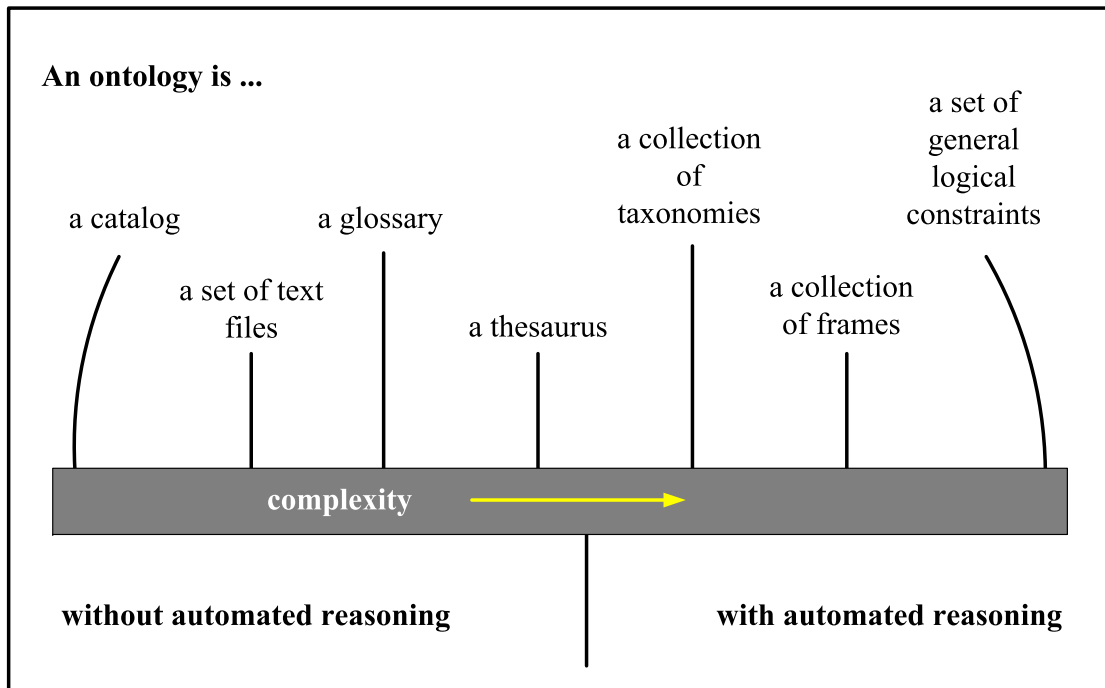 An ontology is ...
a catalog
a set of text
files
a glossary
a thesaurus
a collection
of
taxonomies
a collection
of frames
a set of
general
logical
constraints
complexity
without automated reasoning
with automated reasoning